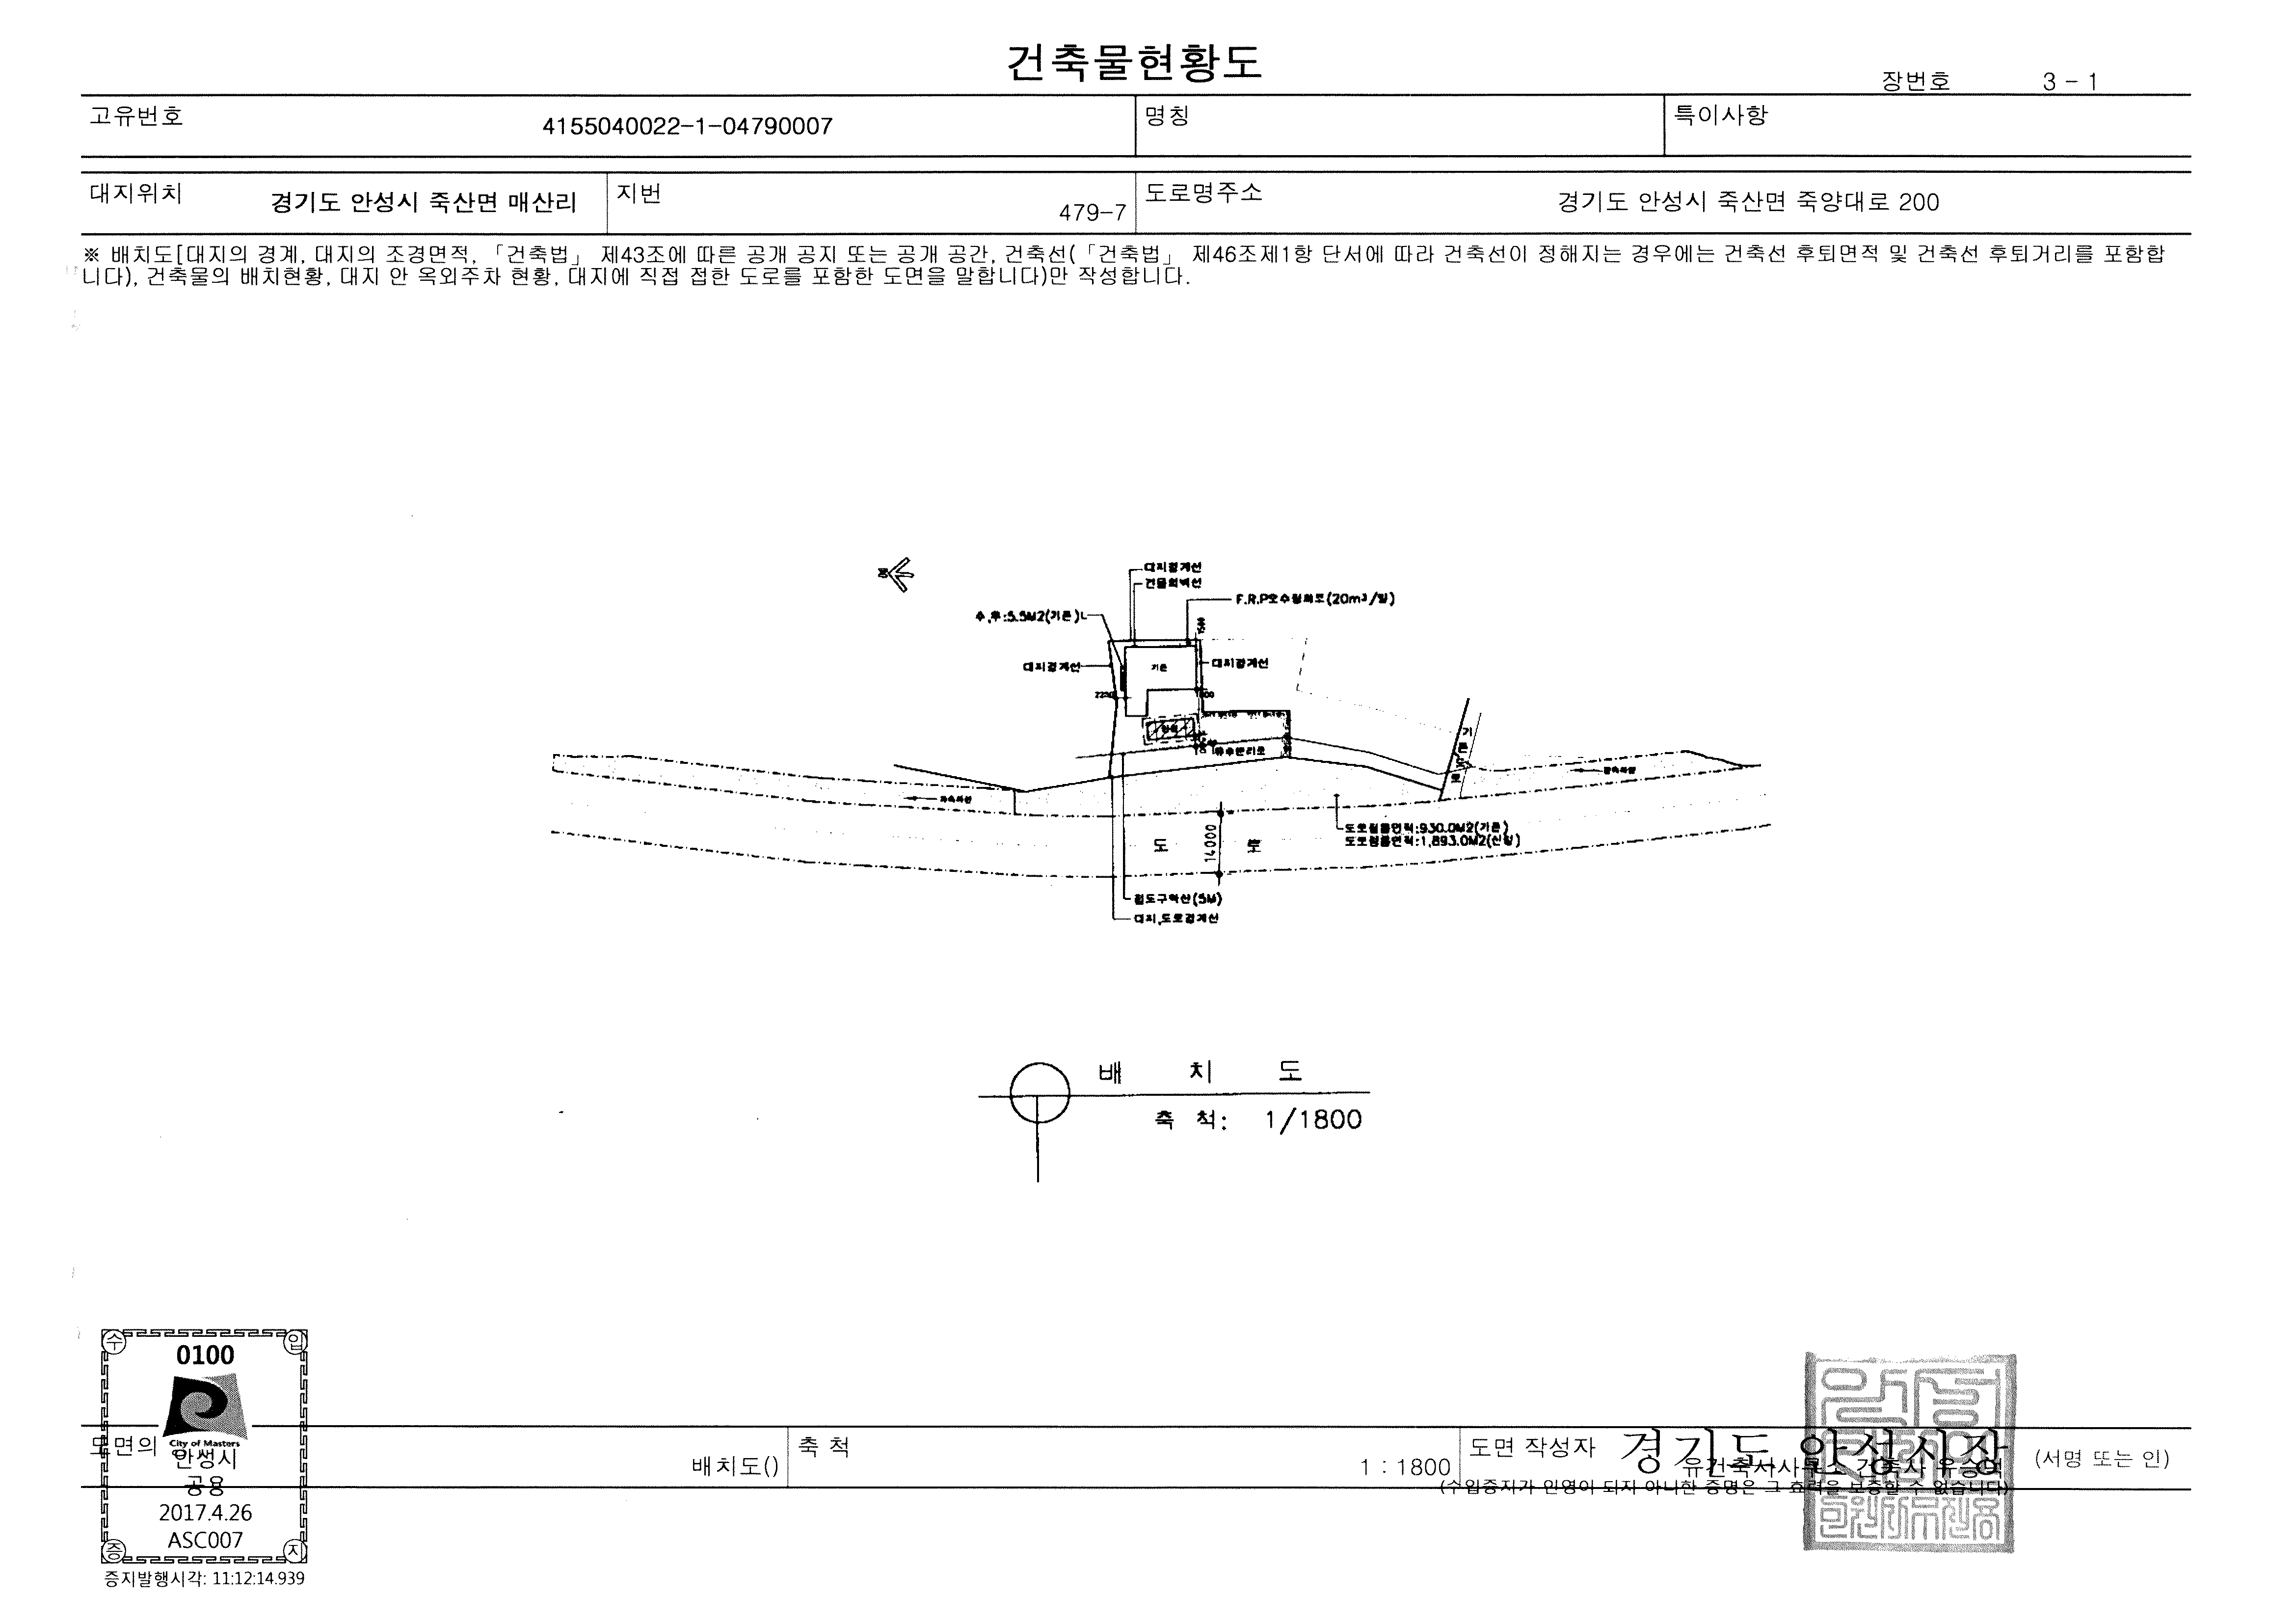 건축물현황도
장번호 3 - 1
고유번호 4155040022-1-04790007 명칭 특이사항
대지위치 경기도 안성시 죽산면 매산리 지번 479-7 도로명주소 경기도 안성시 죽산면 죽양대로 200
※ 배치도[대지의 경계, 대지의 조경면적, 「건축법」 제43조에 따른 공개 공지 또는 공개 공간, 건축선(「건축법」 제46조제1항 단서에 따라 건축선이 정해지는 경우에는 건축선 후퇴면적 및 건축선 후퇴거리를 포함합
니다), 건축물의 배치현황, 대지 안 옥외주차 현황, 대지에 직접 접한 도로를 포함한 도면을 말합니다)만 작성합니다.
대지경계선
건물외벽선
F.R.P오수정화조(20m³/일)
:5.5M2(기존)
1500
대지경계선 기존 대지경계선
유수분리조
기존도로
가속차선
감속차선
도로점용면적:930.0M2(기존)
도로점용면적:1,893.0M2(신청)
도 로
14000
(5M)
대지,도로경계선
배 치 도
축 척: 1/1800
수 입
0100
City of Masters
도면의 배치도() 축 척 1 : 1800 도면 작성자 경기도 안성시장 (서명 또는 인)
안성시
유건축사사무소 건축사
공용
(수입증지가 인영이 되지 아니한 증명은 그 효력을 보증할 수 없습니다)
2017.4.26
ASC007
증 지
증지발행시각: 11:12:14.939